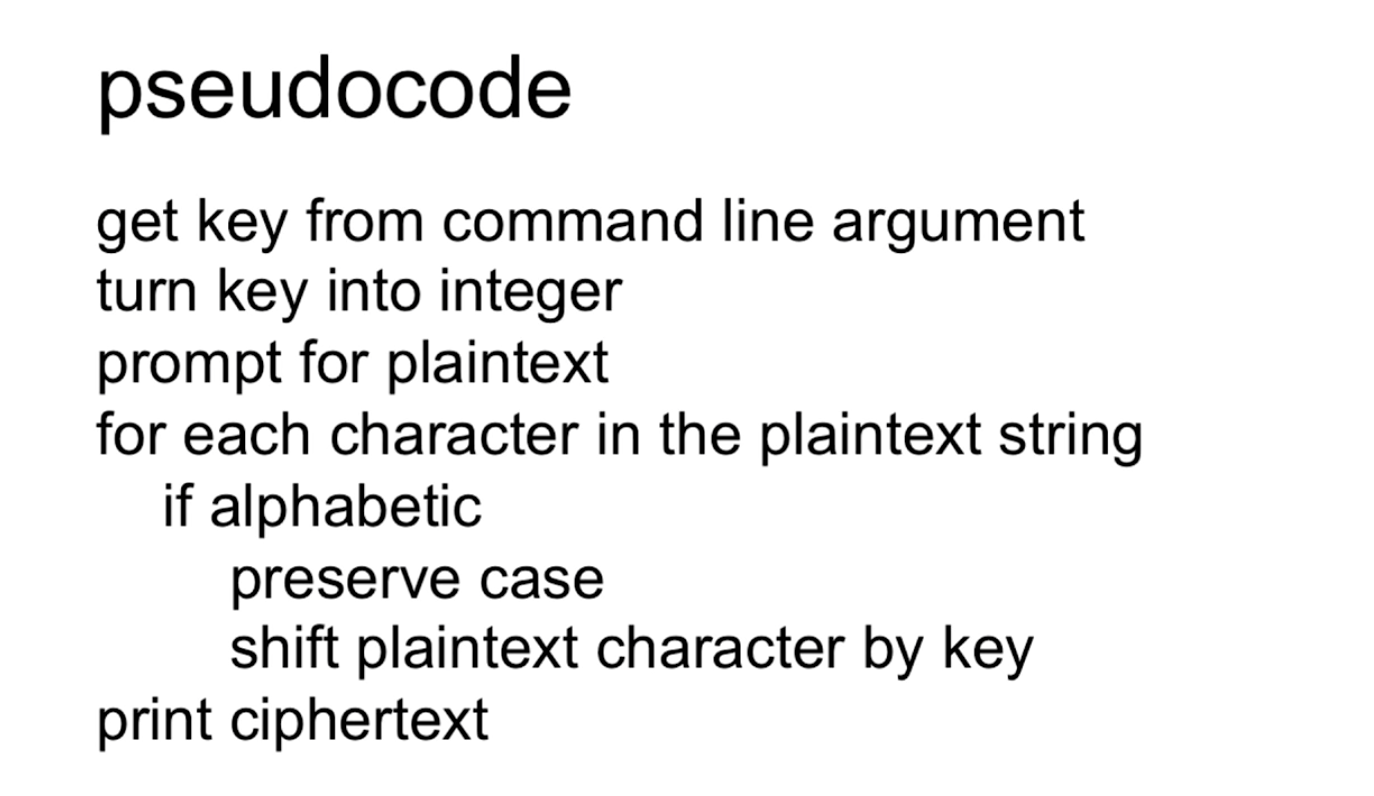 pseudocode
get key from command line argument
turn key into integer
prompt for plaintext
for each character in the plaintext string
if alphabetic
preserve case
shift plaintext character by key
print ciphertext